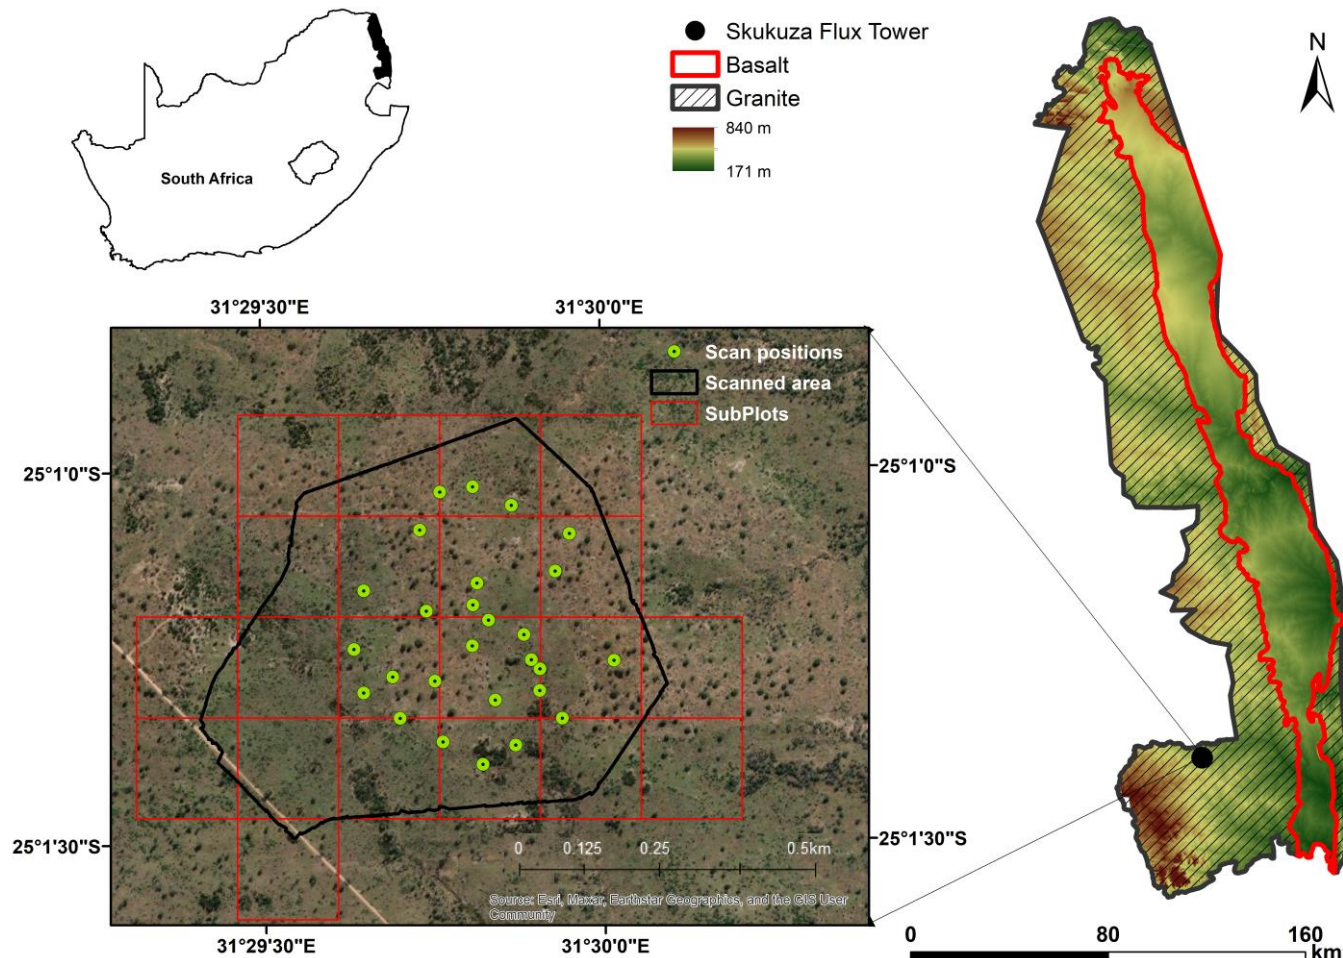 Skukuza Flux Tower
Basalt
Granite
840 m
171 m
N
South Africa
31°29'30"E
31°30'0"E
Scan positions
Scanned area
SubPlots
25°1'0"S
25°1'0"S
25°1'30"S
25°1'30"S
0
0.125
0.25
0.5km
Source: Esri, Maxar, Earthstar Geographics, and the GIS User
Community
31°29'30"E
31°30'0"E
0
80
160
km